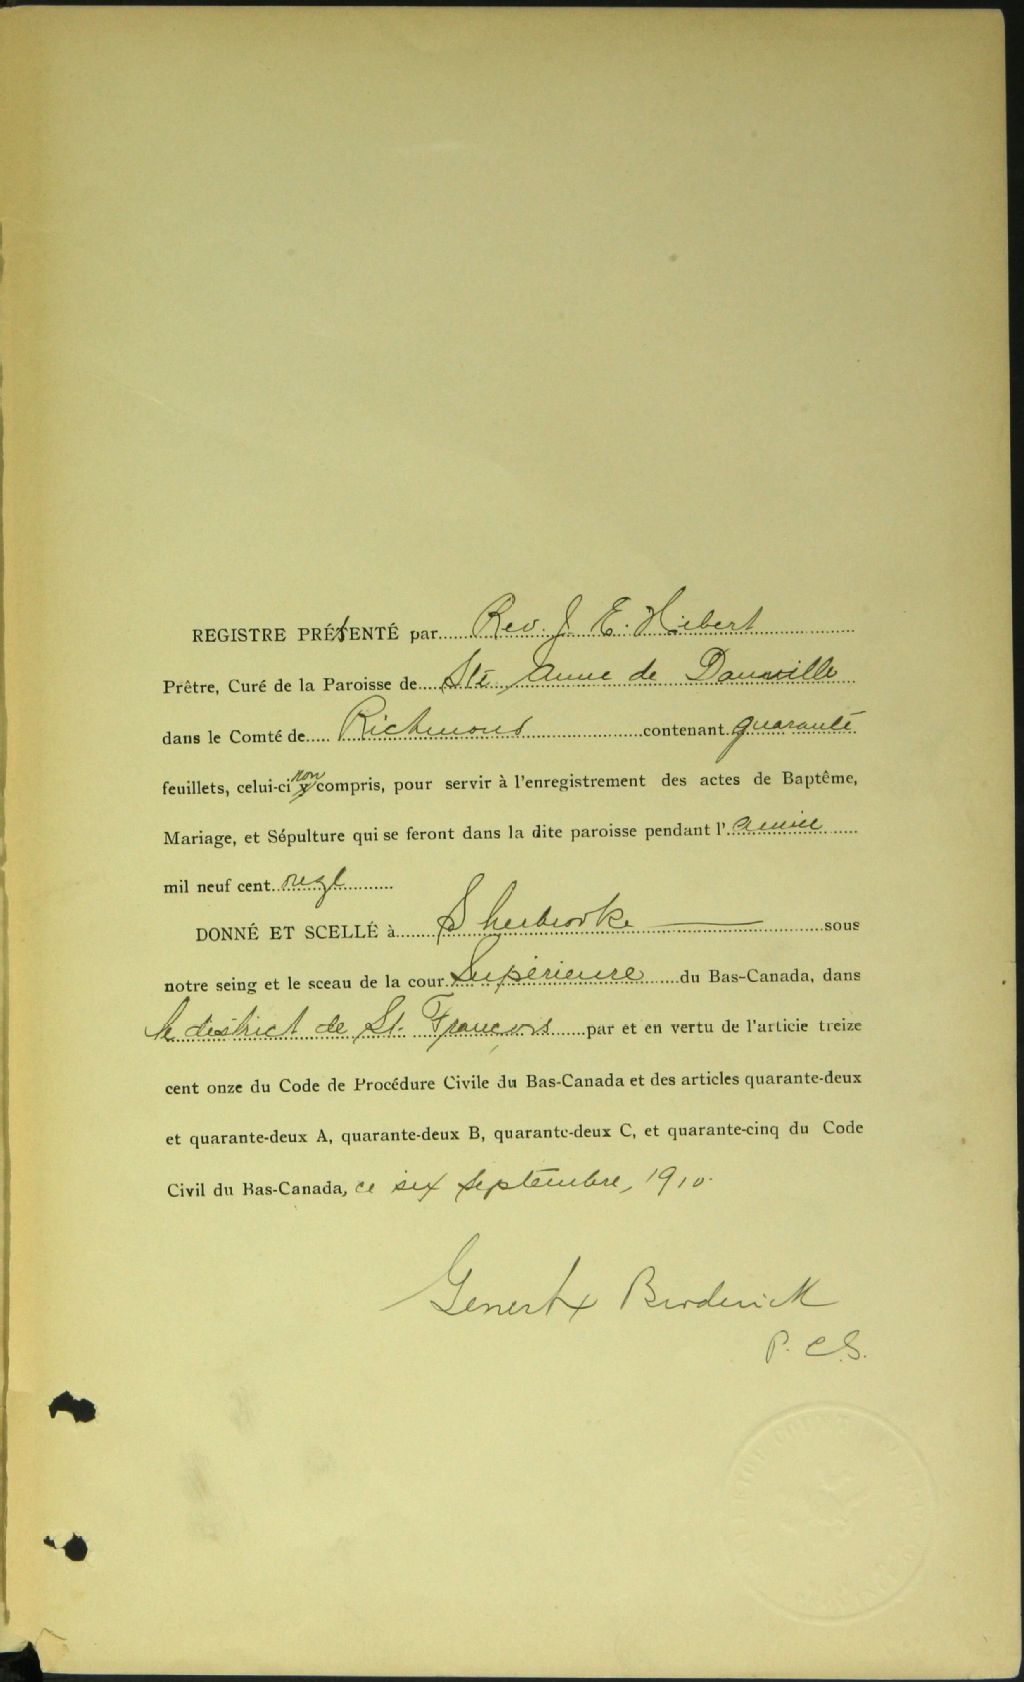 REGISTRE PRÉSENTÉ par Rev. J. E. Hebert
Prêtre, Curé de la Paroisse de Ste Anne de Danville
dans le Comté de Richmond contenant quarante
feuillets, celui-ci non compris, pour servir à l'enregistrement des actes de Baptême,
Mariage, et Sépulture qui se feront dans la dite paroisse pendant l'année
mil neuf cent onze
DONNÉ ET SCELLÉ à Sherbrooke sous
notre seing et le sceau de la cour Supérieure du Bas-Canada, dans
le district de St. François par et en vertu de l'article treize
cent onze du Code de Procédure Civile du Bas-Canada et des articles quarante-deux
et quarante-deux A, quarante-deux B, quarante-deux C, et quarante-cinq du Code
Civil du Bas-Canada, ce six septembre, 1910.
Broderick
P. C. S.